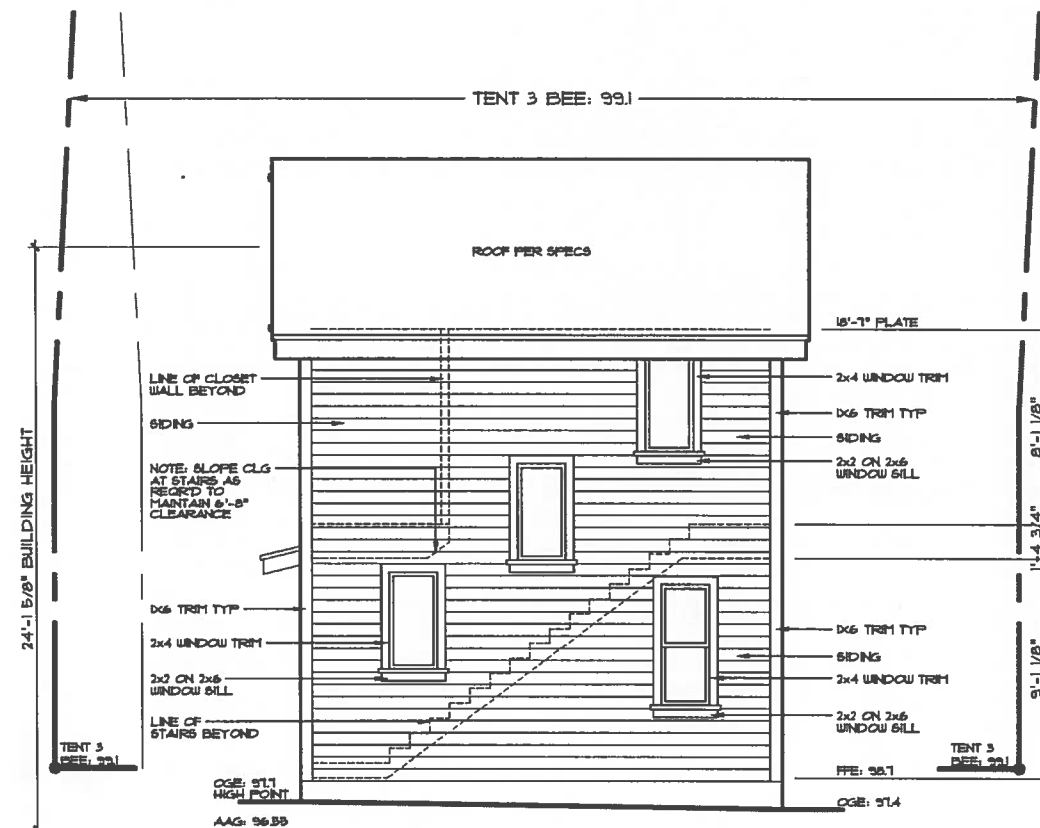 TENT 3 BEE: 99.1
ROOF PER SPECS
18'-7" PLATE
LINE OF CLOSET
WALL BEYOND
SIDING
NOTE: SLOPE CLG
AT STAIRS AS
REQR'D TO
MAINTAIN 6'-8"
CLEARANCE
2x4 WINDOW TRIM
1X6 TRIM TYP
SIDING
2x2 ON 2x6
WINDOW SILL
24'-1 5/8" BUILDING HEIGHT
8'-1 1/8"
1'-4 3/4"
9'-1 1/8"
1X6 TRIM TYP
2x4 WINDOW TRIM
2x2 ON 2x6
WINDOW SILL
LINE OF
STAIRS BEYOND
1X6 TRIM TYP
SIDING
2x4 WINDOW TRIM
2x2 ON 2x6
WINDOW SILL
TENT 3
BEE: 99.1
OGE: 97.7
HIGH POINT
AAG: 96.88
FFE: 98.7
OGE: 97.4
TENT 3
BEE: 99.1